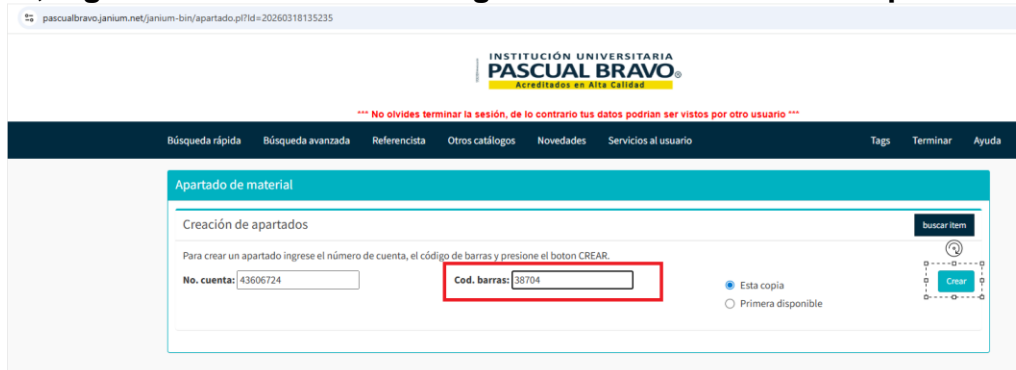 pascualbravo.janium.net/janium-bin/apartado.pl?Id=20260318135235
INSTITUCIÓN UNIVERSITARIA
PASCUAL BRAVO®
Acreditados en Alta Calidad
*** No olvides terminar la sesión, de lo contrario tus datos podrian ser vistos por otro usuario ***
Búsqueda rápida Búsqueda avanzada Referencista Otros catálogos Novedades Servicios al usuario Tags Terminar Ayuda
Apartado de material
Creación de apartados buscar item
Para crear un apartado ingrese el número de cuenta, el código de barras y presione el boton CREAR.
No. cuenta: 43606724 Cod. barras: 38704 Esta copia Crear
Primera disponible